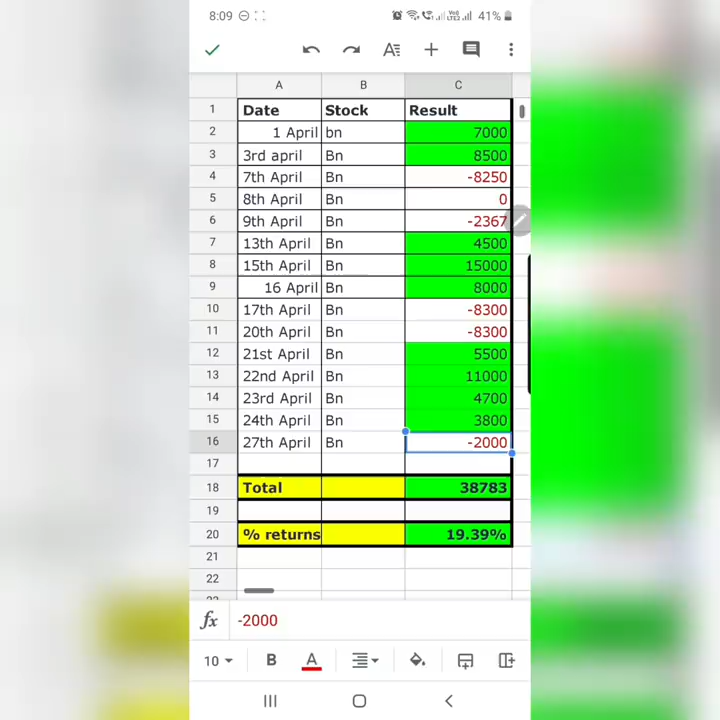 8:09 41%
A B C
1 Date Stock Result
2 1 April bn 7000
3 3rd april Bn 8500
4 7th April Bn -8250
5 8th April Bn 0
6 9th April Bn -2367
7 13th April Bn 4500
8 15th April Bn 15000
9 16 April Bn 8000
10 17th April Bn -8300
11 20th April Bn -8300
12 21st April Bn 5500
13 22nd April Bn 11000
14 23rd April Bn 4700
15 24th April Bn 3800
16 27th April Bn -2000
17
18 Total 38783
19
20 % returns 19.39%
21
22
fx -2000
10 B A